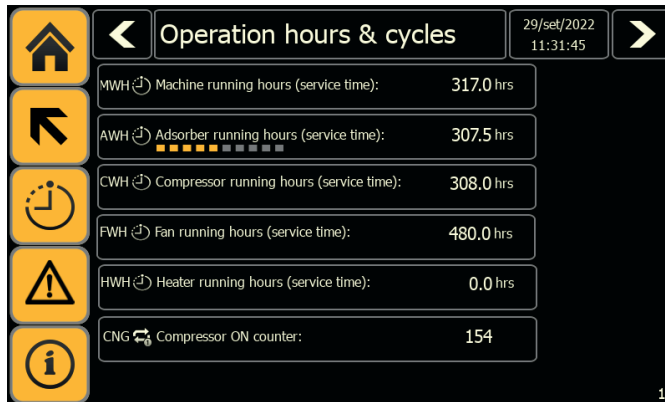 Operation hours & cycles
29/set/2022
11:31:45
MWH Machine running hours (service time): 317.0 hrs
AWH Adsorber running hours (service time): 307.5 hrs
CWH Compressor running hours (service time): 308.0 hrs
FWH Fan running hours (service time): 480.0 hrs
HWH Heater running hours (service time): 0.0 hrs
CNG Compressor ON counter: 154
1